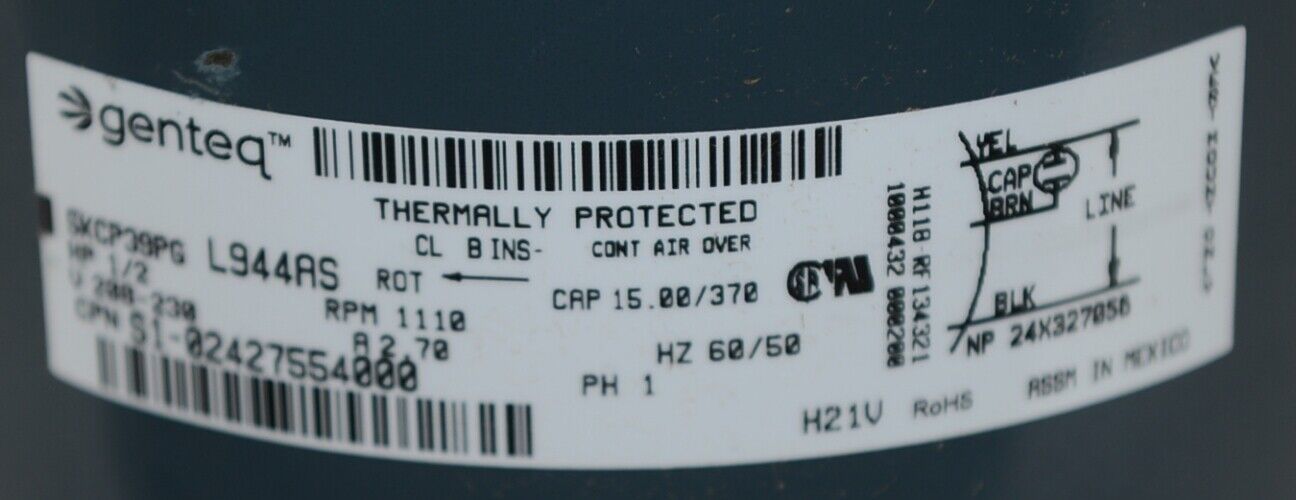 genteq™
THERMALLY PROTECTED
CL B INS- CONT AIR OVER
5KCP39PG L944AS ROT
CAP 15.00/370
HP 1/2 RPM 1110
V 208-230 A 2.70
HZ 60/50
CPN S1-02427554000
PH 1
H21V RoHS ASSM IN MEXICO
H118 RF134321
1000432 000200
YEL
CAP
BRN
LINE
BLK
NP 24X327056